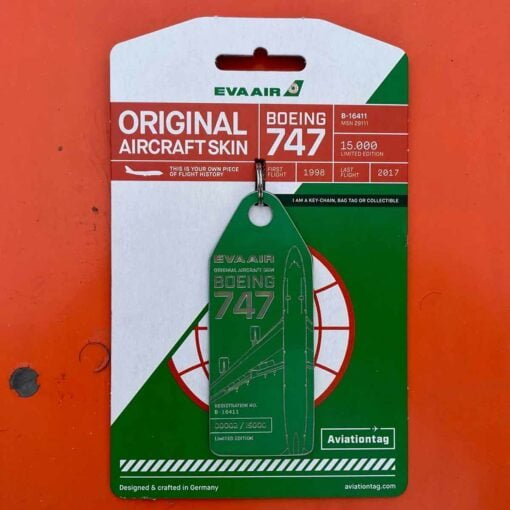 EVA AIR
ORIGINAL
AIRCRAFT SKIN
BOEING
747
B-16411
MSN 29111
15.000
LIMITED EDITION
THIS IS YOUR OWN PIECE
OF FLIGHT HISTORY
FIRST
FLIGHT
1998
LAST
FLIGHT
2017
I AM A KEY-CHAIN, BAG TAG OR COLLECTIBLE
EVA AIR
ORIGINAL AIRCRAFT SKIN
BOEING
747
REGISTRATION NO.
B-16411
00002 / 15000
LIMITED EDITION
Aviationtag
Designed & crafted in Germany
aviationtag.com